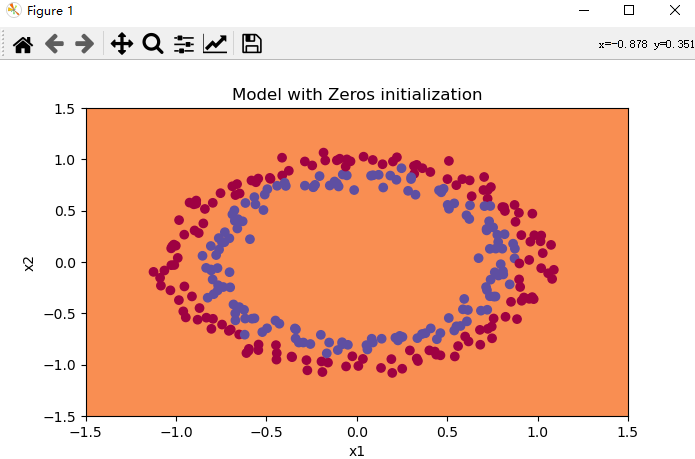 Figure 1
x=-0.878 y=0.351
Model with Zeros initialization
1.5
1.0
0.5
0.0
−0.5
−1.0
−1.5
x2
−1.5 −1.0 −0.5 0.0 0.5 1.0 1.5
x1